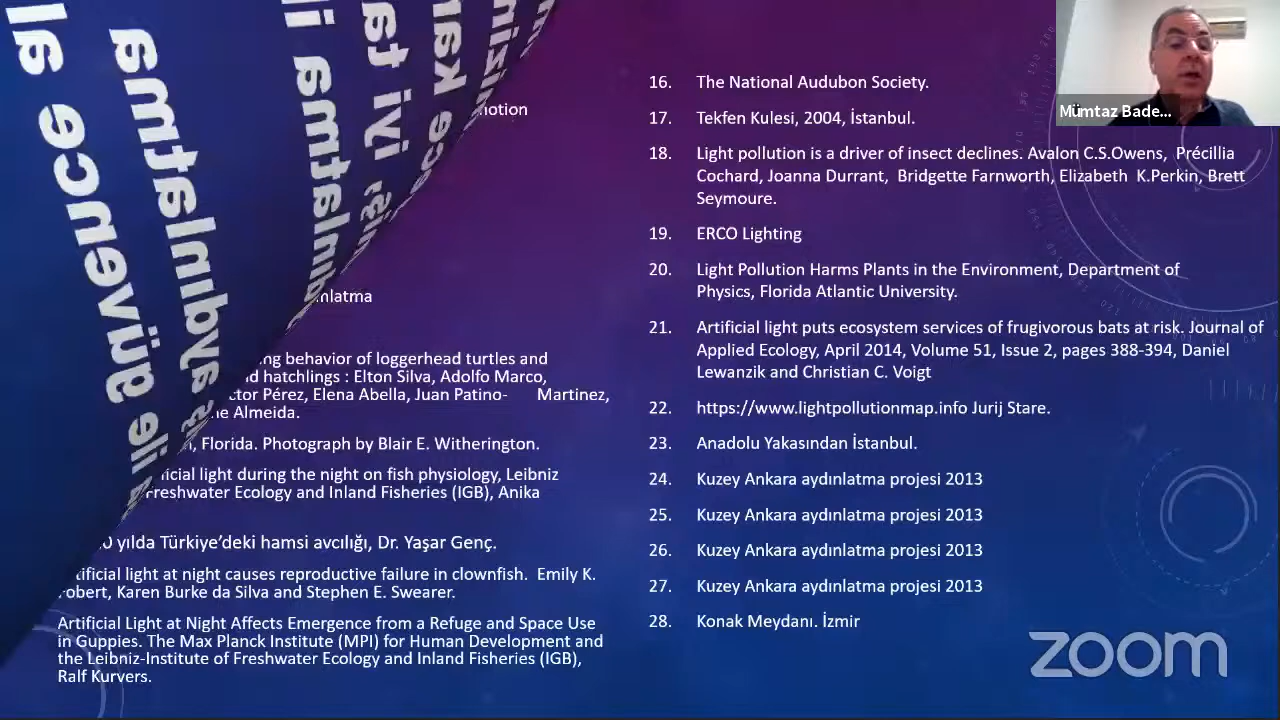 notion
mlatma
ng behavior of loggerhead turtles and
d hatchlings : Elton Silva, Adolfo Marco,
ctor Pérez, Elena Abella, Juan Patino- Martinez,
ne Almeida.
, Florida. Photograph by Blair E. Witherington.
ficial light during the night on fish physiology, Leibniz
Freshwater Ecology and Inland Fisheries (IGB), Anika
0 yılda Türkiye’deki hamsi avcılığı, Dr. Yaşar Genç.
Artificial light at night causes reproductive failure in clownfish. Emily K.
Fobert, Karen Burke da Silva and Stephen E. Swearer.
Artificial Light at Night Affects Emergence from a Refuge and Space Use
in Guppies. The Max Planck Institute (MPI) for Human Development and
the Leibniz-Institute of Freshwater Ecology and Inland Fisheries (IGB),
Ralf Kurvers.
16. The National Audubon Society.
17. Tekfen Kulesi, 2004, İstanbul.
18. Light pollution is a driver of insect declines. Avalon C.S.Owens, Précillia
Cochard, Joanna Durrant, Bridgette Farnworth, Elizabeth K.Perkin, Brett
Seymoure.
19. ERCO Lighting
20. Light Pollution Harms Plants in the Environment, Department of
Physics, Florida Atlantic University.
21. Artificial light puts ecosystem services of frugivorous bats at risk. Journal of
Applied Ecology, April 2014, Volume 51, Issue 2, pages 388-394, Daniel
Lewanzik and Christian C. Voigt
22. https://www.lightpollutionmap.info Jurij Stare.
23. Anadolu Yakasından İstanbul.
24. Kuzey Ankara aydınlatma projesi 2013
25. Kuzey Ankara aydınlatma projesi 2013
26. Kuzey Ankara aydınlatma projesi 2013
27. Kuzey Ankara aydınlatma projesi 2013
28. Konak Meydanı. İzmir
Mümtaz Bade...
zoom